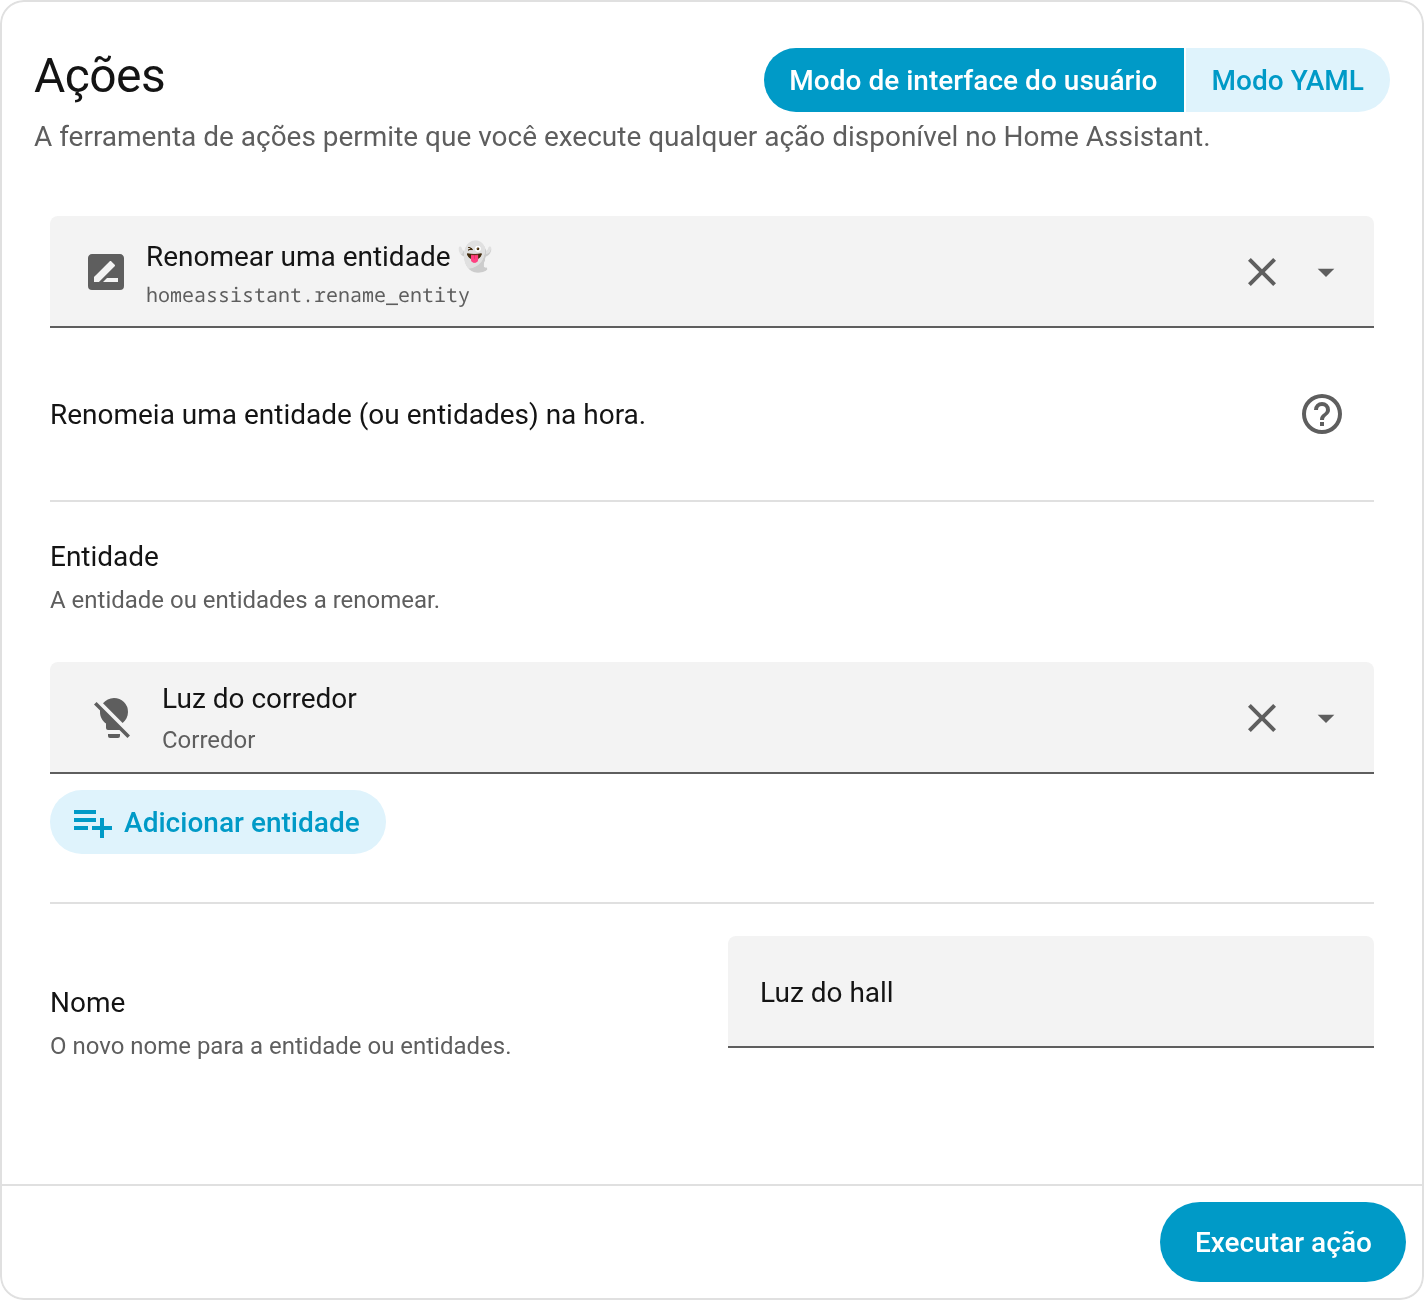 Ações
Modo de interface do usuário
Modo YAML
A ferramenta de ações permite que você execute qualquer ação disponível no Home Assistant.
Renomear uma entidade 👻
homeassistant.rename_entity
Renomeia uma entidade (ou entidades) na hora.
Entidade
A entidade ou entidades a renomear.
Luz do corredor
Corredor
Adicionar entidade
Nome
O novo nome para a entidade ou entidades.
Luz do hall
Executar ação